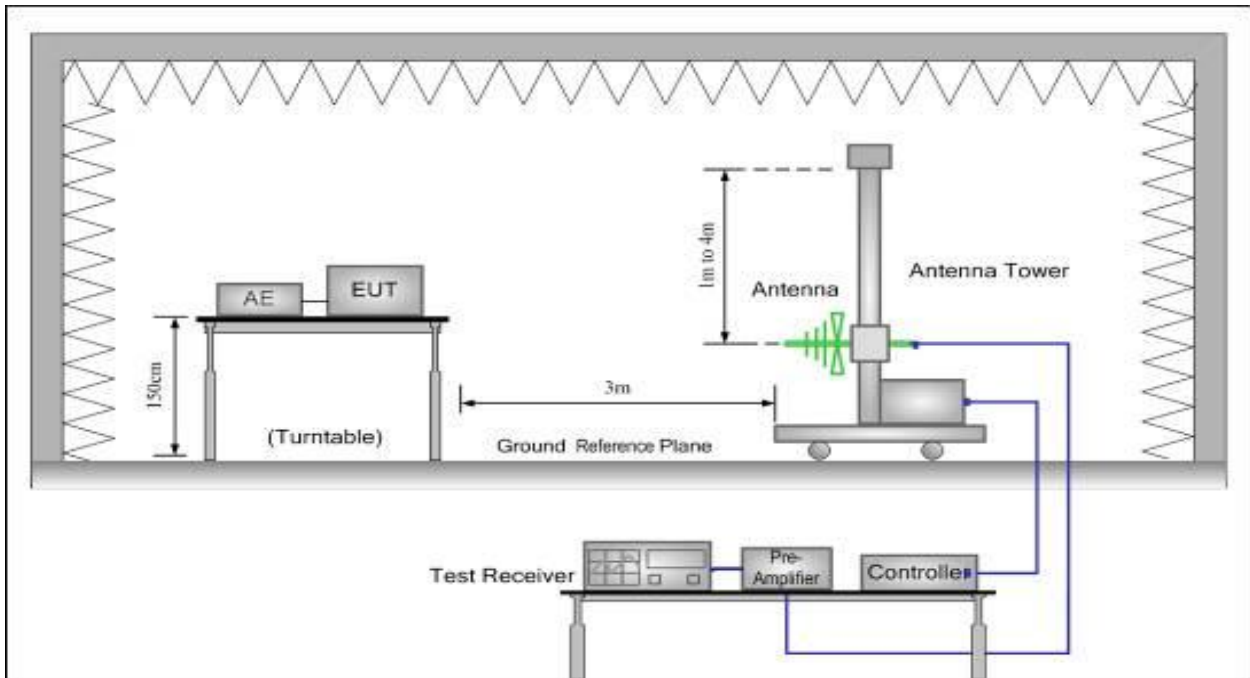 1m to 4m
Antenna Tower
Antenna
AE
EUT
150cm
3m
(Turntable)
Ground Reference Plane
Test Receiver
Pre-
Amplifier
Controller